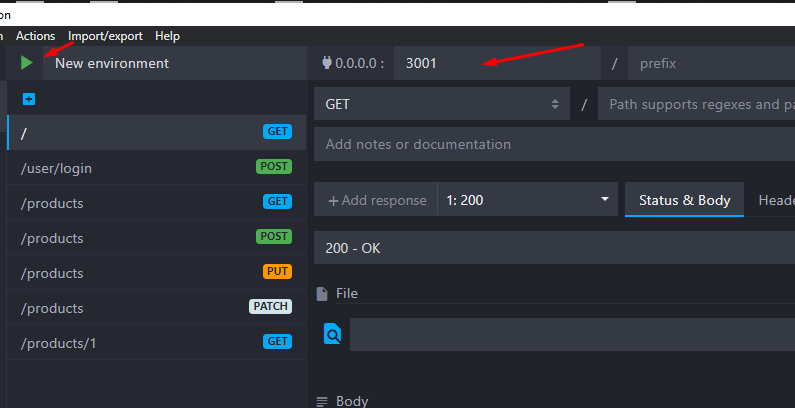 on
n Actions Import/export Help
New environment 0.0.0.0 : 3001 / prefix
GET / Path supports regexes and pa
/ GET
Add notes or documentation
/user/login POST
/products GET
+ Add response 1: 200 Status & Body Heade
/products POST
200 - OK
/products PUT
File
/products PATCH
/products/1 GET
Body